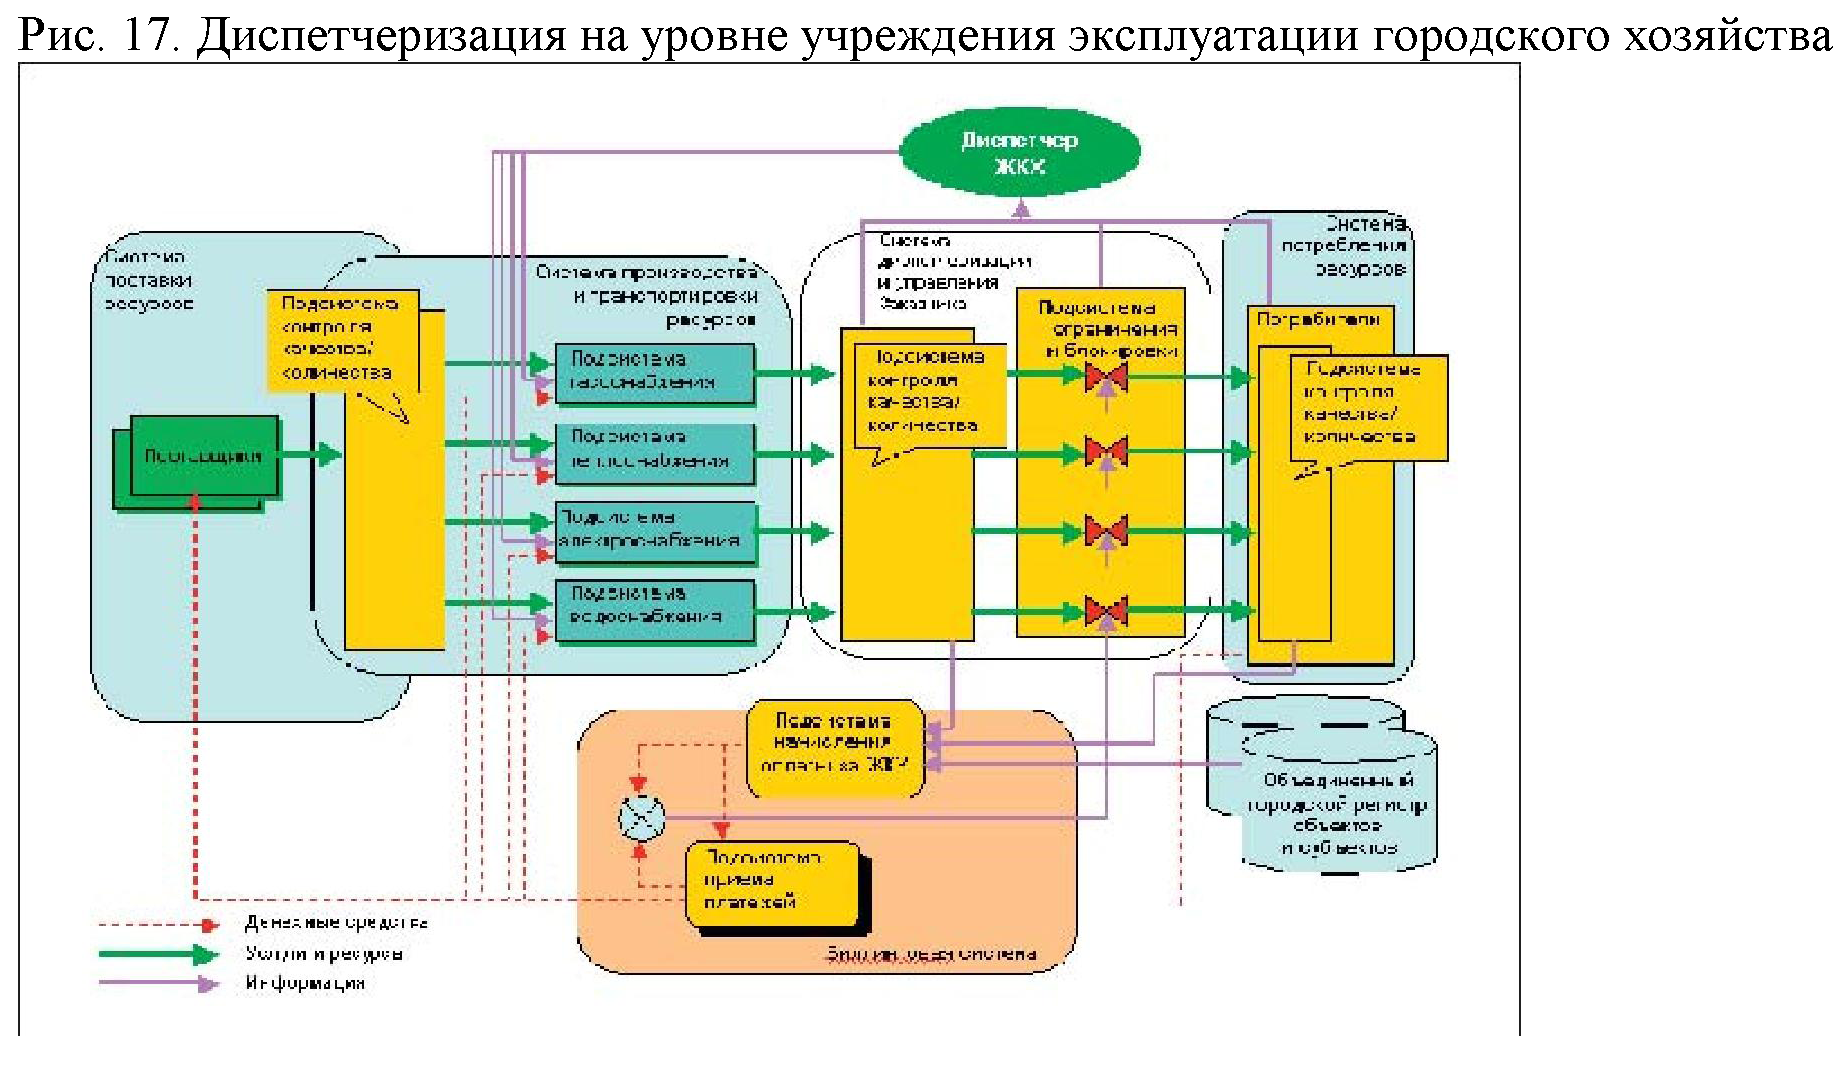 Рис. 17. Диспетчеризация на уровне учреждения эксплуатации городского хозяйства
Диспетчер
ЖКХ
Система
поставки
ресурсов
Подсистема
контроля
качества/
количества
Поставщики
Система производства
и транспортировки
ресурсов
Подсистема
газоснабжения
Подсистема
теплоснабжения
Подсистема
электроснабжения
Подсистема
водоснабжения
Система
диспетчеризации
и управления
Заказчика
Подсистема
контроля
качества/
количества
Подсистема
ограничения
и блокировки
Система
потребления
ресурсов
Потребители
Подсистема
контроля
качества/
количества
Подсистема
начисления
оплаты за ЖКУ
Подсистема
приема
платежей
Биллинговая система
Объединенный
городской регистр
объектов
и субъектов
Денежные средства
Услуги и ресурсы
Информация